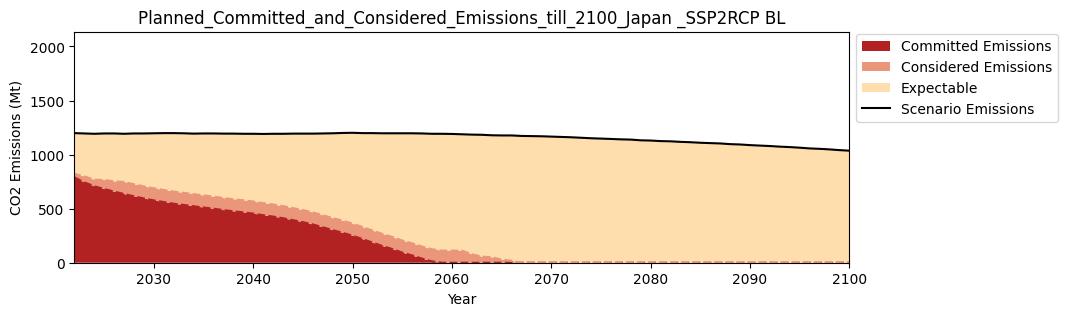 Planned_Committed_and_Considered_Emissions_till_2100_Japan _SSP2RCP BL
CO2 Emissions (Mt)
2000
1500
1000
500
0
2030
2040
2050
2060
2070
2080
2090
2100
Year
Committed Emissions
Considered Emissions
Expectable
Scenario Emissions